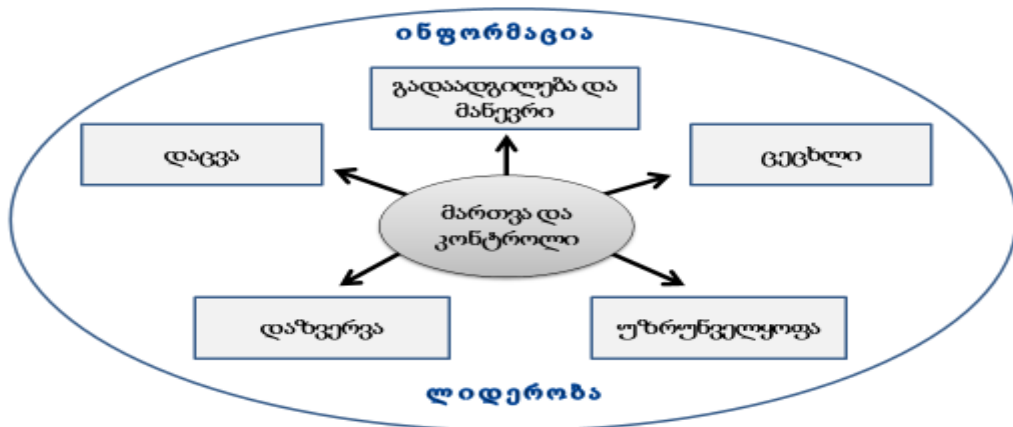 ინფორმაცია
გადაადგილება და
მანევრი
დაცვა
ცეცხლი
მართვა და
კონტროლი
დაზვერვა
უზრუნველყოფა
ლიდერობა